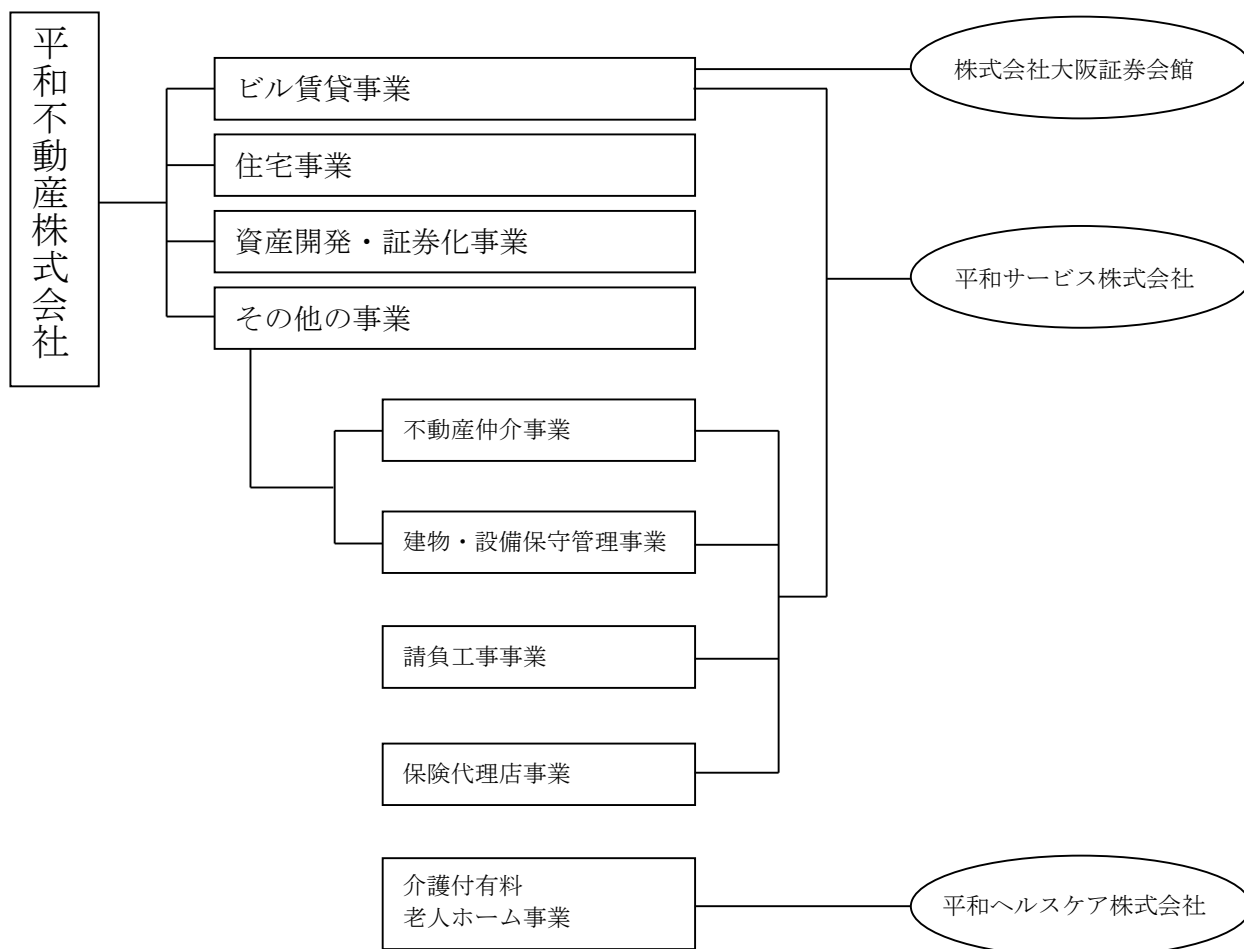 平和不動産株式会社
ビル賃貸事業
株式会社大阪証券会館
住宅事業
資産開発・証券化事業
平和サービス株式会社
その他の事業
不動産仲介事業
建物・設備保守管理事業
請負工事事業
保険代理店事業
介護付有料
老人ホーム事業
平和ヘルスケア株式会社